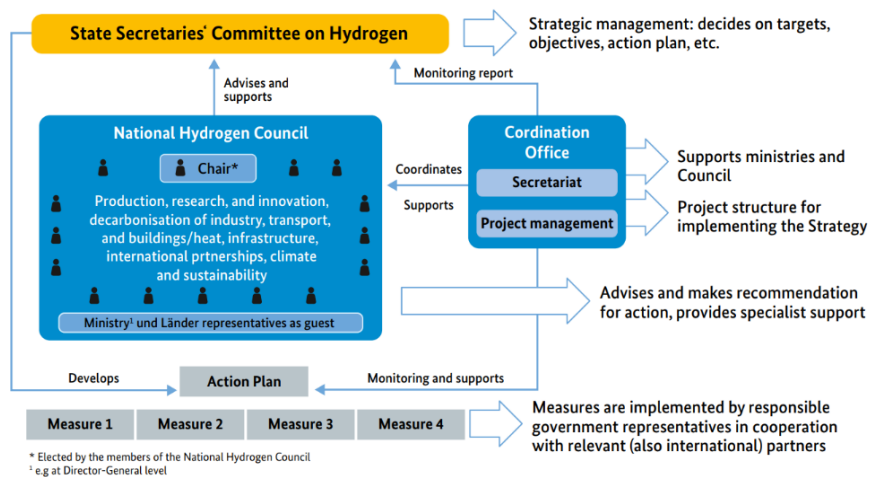 State Secretaries‘ Committee on Hydrogen
Strategic management: decides on targets,
objectives, action plan, etc.
Advises and
supports
Monitoring report
National Hydrogen Council
Chair*
Production, research, and innovation,
decarbonisation of industry, transport,
and buildings/heat, infrastructure,
international prtnerships, climate
and sustainability
Ministry¹ und Länder representatives as guest
Coordinates
Supports
Cordination
Office
Secretariat
Project management
Supports ministries and
Council
Project structure for
implementing the Strategy
Advises and makes recommendation
for action, provides specialist support
Develops
Action Plan
Monitoring and supports
Measure 1
Measure 2
Measure 3
Measure 4
Measures are implemented by responsible
government representatives in cooperation
with relevant (also international) partners
* Elected by the members of the National Hydrogen Council
¹ e.g at Director-General level